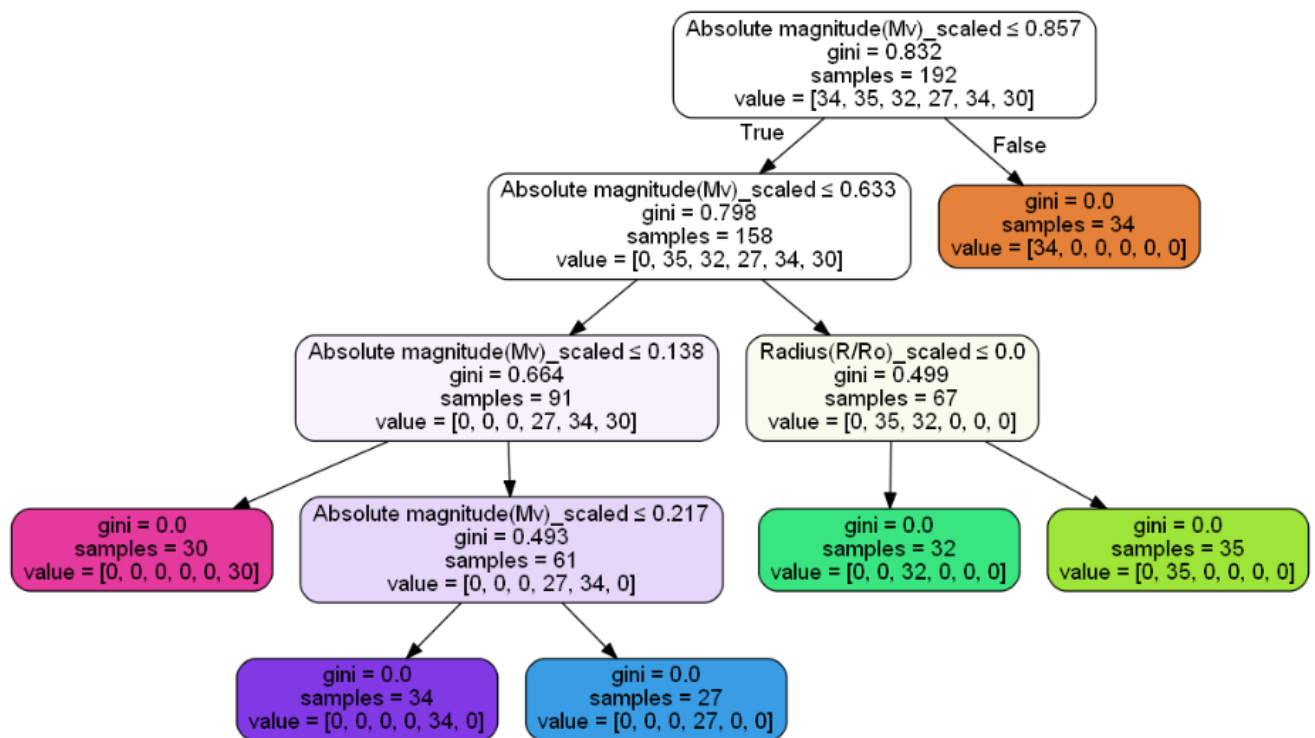 Absolute magnitude(Mv)_scaled ≤ 0.857
gini = 0.832
samples = 192
value = [34, 35, 32, 27, 34, 30]
True
False
Absolute magnitude(Mv)_scaled ≤ 0.633
gini = 0.798
samples = 158
value = [0, 35, 32, 27, 34, 30]
gini = 0.0
samples = 34
value = [34, 0, 0, 0, 0, 0]
Absolute magnitude(Mv)_scaled ≤ 0.138
gini = 0.664
samples = 91
value = [0, 0, 0, 27, 34, 30]
Radius(R/Ro)_scaled ≤ 0.0
gini = 0.499
samples = 67
value = [0, 35, 32, 0, 0, 0]
gini = 0.0
samples = 30
value = [0, 0, 0, 0, 0, 30]
Absolute magnitude(Mv)_scaled ≤ 0.217
gini = 0.493
samples = 61
value = [0, 0, 0, 27, 34, 0]
gini = 0.0
samples = 32
value = [0, 0, 32, 0, 0, 0]
gini = 0.0
samples = 35
value = [0, 35, 0, 0, 0, 0]
gini = 0.0
samples = 34
value = [0, 0, 0, 0, 34, 0]
gini = 0.0
samples = 27
value = [0, 0, 0, 27, 0, 0]